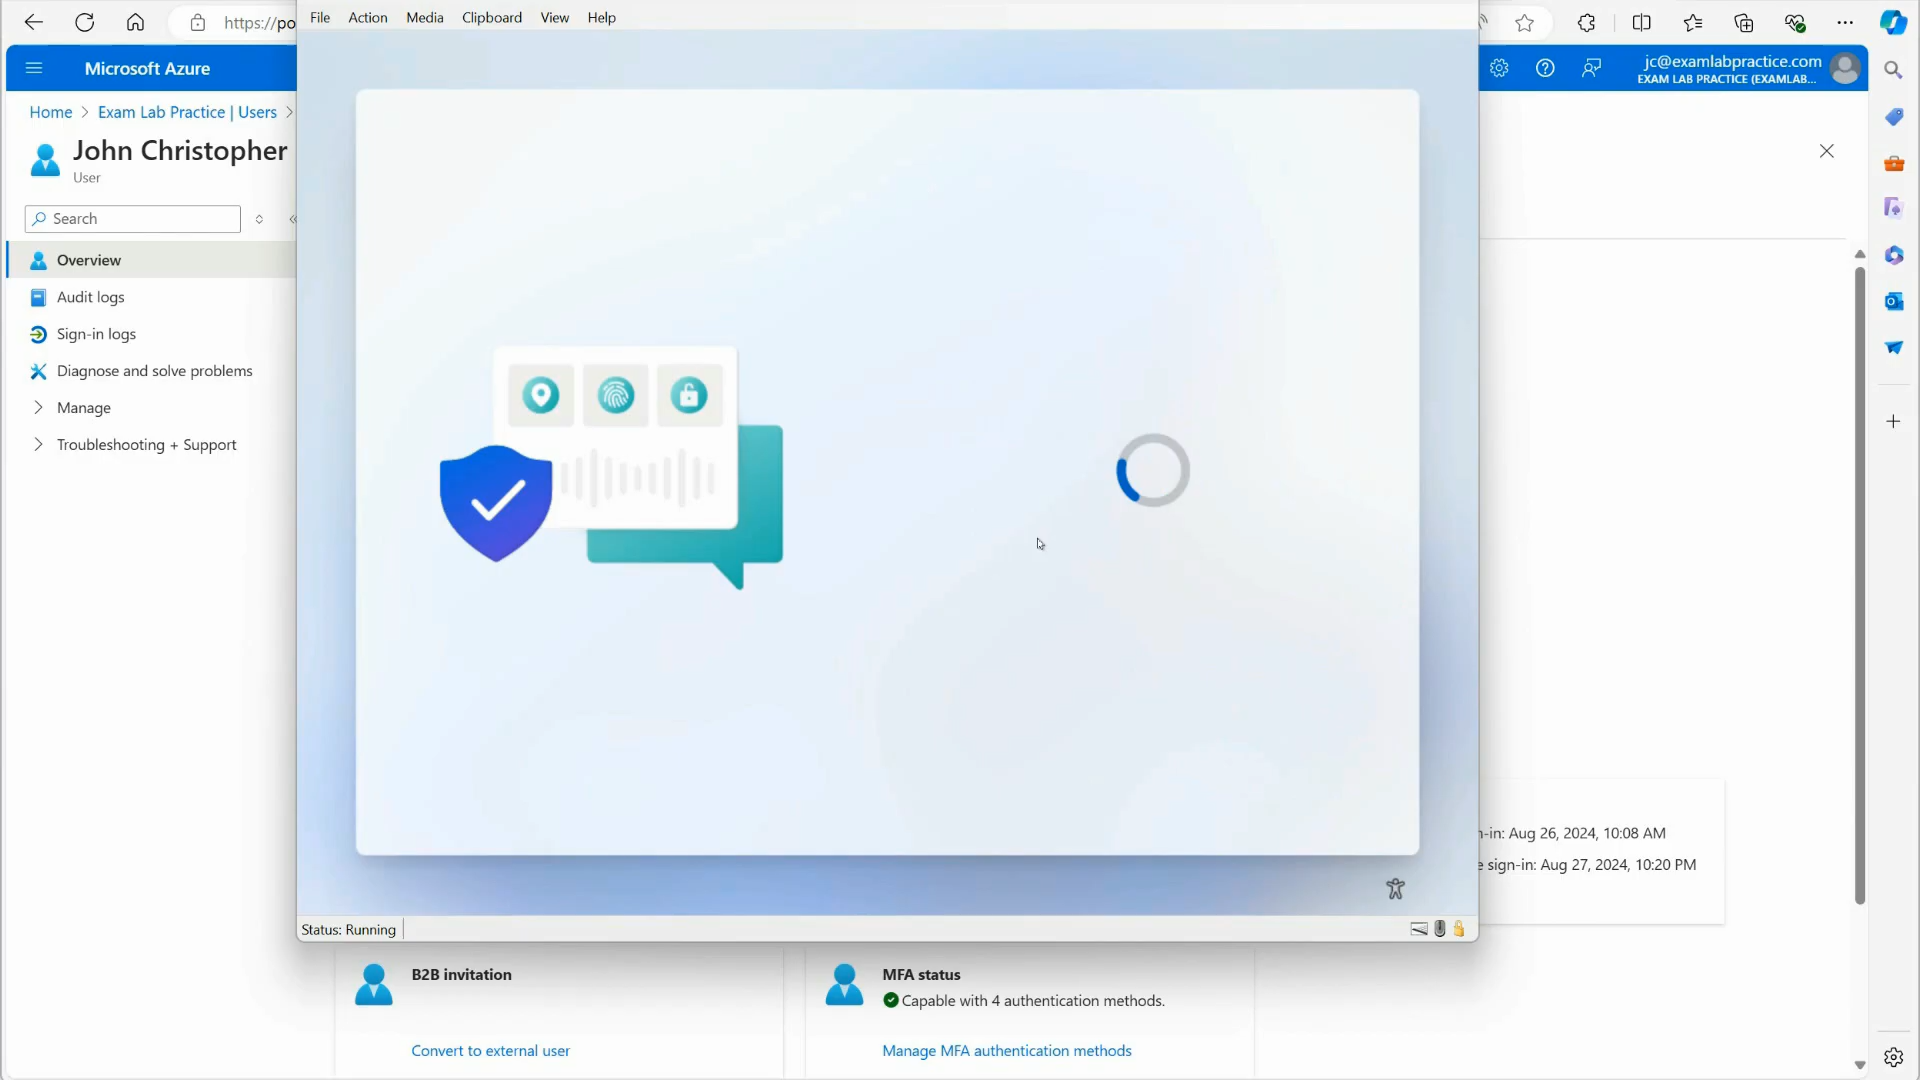 https://po
File Action Media Clipboard View Help
Microsoft Azure
jc@examlabpractice.com
EXAM LAB PRACTICE (EXAMLAB...
Home > Exam Lab Practice | Users >
John Christopher
User
Search
Overview
Audit logs
Sign-in logs
Diagnose and solve problems
Manage
Troubleshooting + Support
n-in: Aug 26, 2024, 10:08 AM
e sign-in: Aug 27, 2024, 10:20 PM
Status: Running
B2B invitation
Convert to external user
MFA status
Capable with 4 authentication methods.
Manage MFA authentication methods